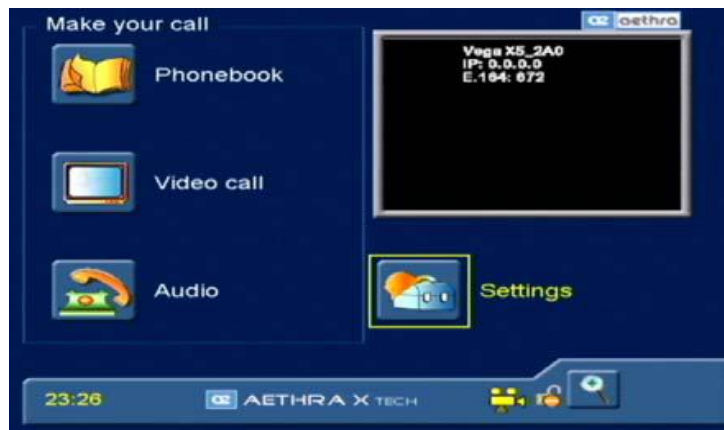 Make your call
Phonebook
Video call
Audio
aethra
Vega X5_2A0
IP: 0.0.0.0
E.164: 672
Settings
23:26
AETHRA X TECH